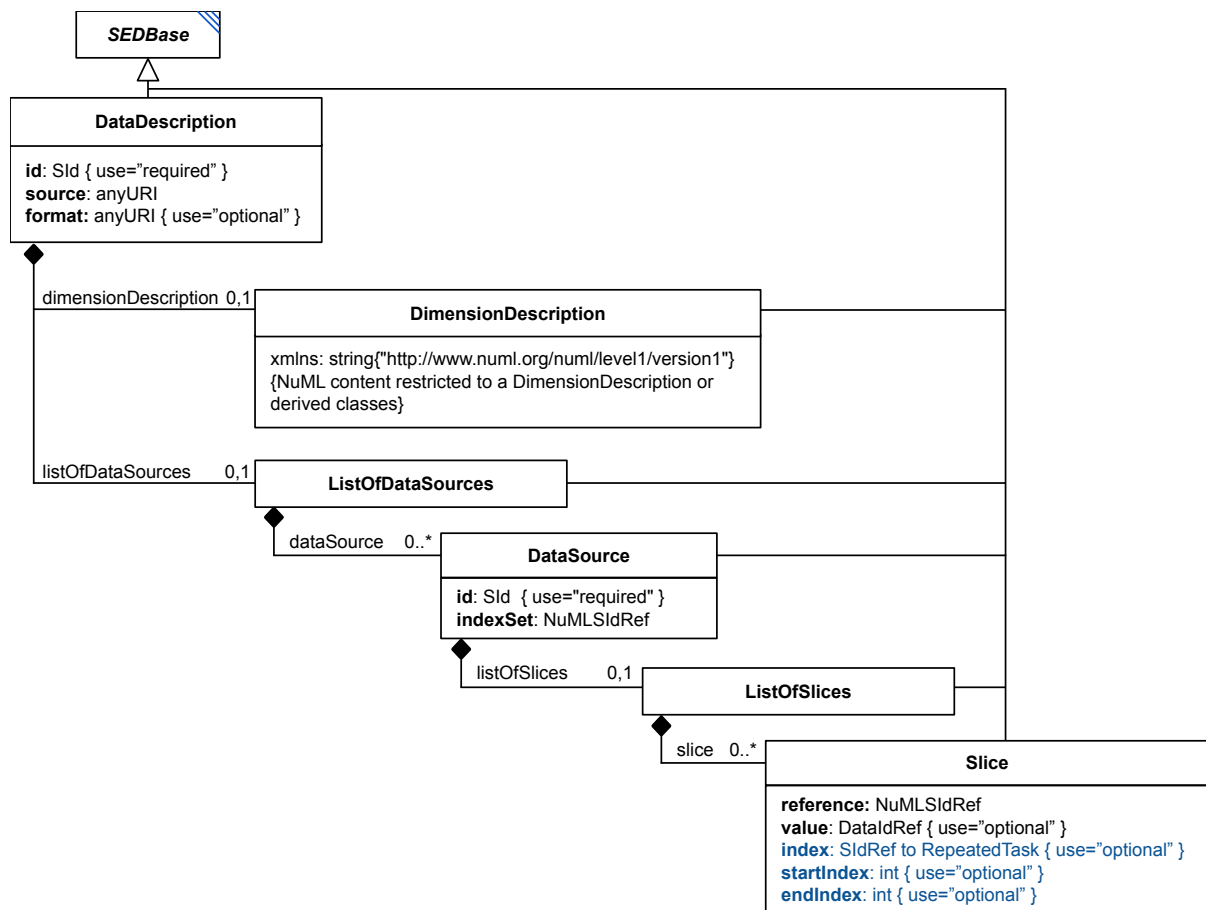 SEDBase
DataDescription
id: SId { use=”required” }
source: anyURI
format: anyURI { use=”optional” }
dimensionDescription 0,1
DimensionDescription
xmlns: string{"http://www.numl.org/numl/level1/version1"}
{NuML content restricted to a DimensionDescription or
derived classes}
listOfDataSources 0,1
ListOfDataSources
dataSource 0..*
DataSource
id: SId { use="required" }
indexSet: NuMLSIdRef
listOfSlices 0,1
ListOfSlices
slice 0..*
Slice
reference: NuMLSIdRef
value: DataIdRef { use=”optional” }
index: SIdRef to RepeatedTask { use=”optional” }
startIndex: int { use=”optional” }
endIndex: int { use=”optional” }